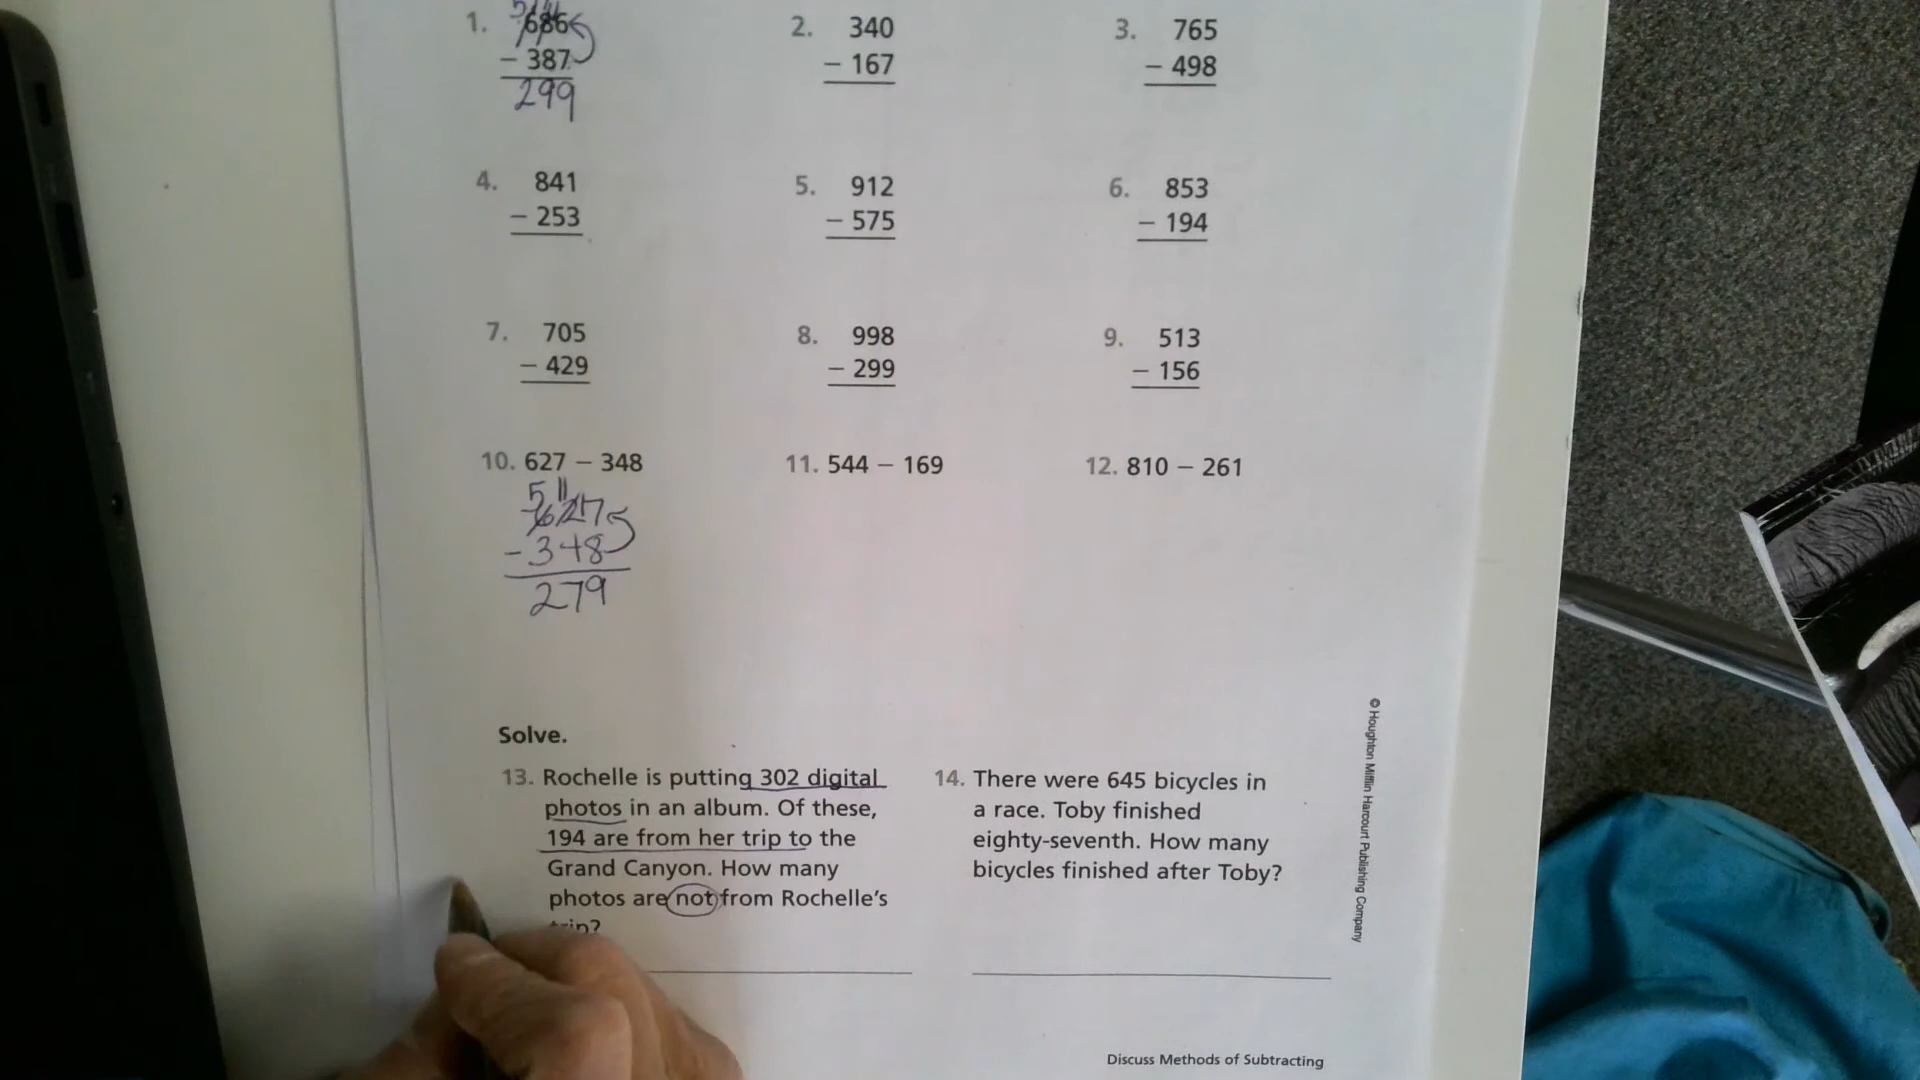 1. 686
− 387
299
2. 340
− 167
3. 765
− 498
4. 841
− 253
5. 912
− 575
6. 853
− 194
7. 705
− 429
8. 998
− 299
9. 513
− 156
10. 627 − 348
5 11
627
- 348
279
11. 544 − 169
12. 810 − 261
Solve.
13. Rochelle is putting 302 digital
photos in an album. Of these,
194 are from her trip to the
Grand Canyon. How many
photos are not from Rochelle's
trip?
14. There were 645 bicycles in
a race. Toby finished
eighty-seventh. How many
bicycles finished after Toby?
© Houghton Mifflin Harcourt Publishing Company
Discuss Methods of Subtracting